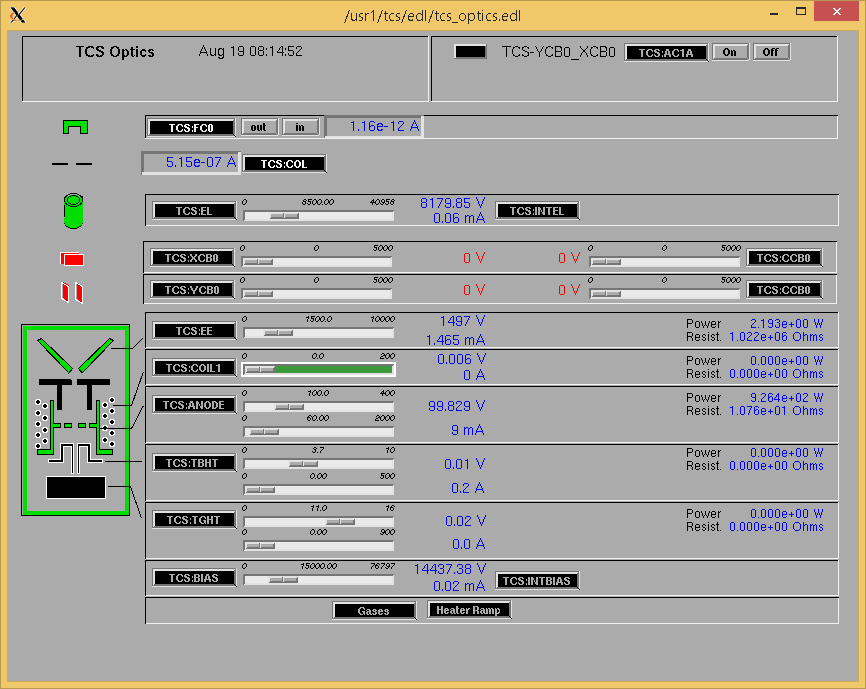 /usr1/tcs/edl/tcs_optics.edl
TCS Optics Aug 19 08:14:52 TCS-YCB0_XCB0 TCS:AC1A On Off
TCS:FC0 out in 1.16e-12 A
5.15e-07 A TCS:COL
0 8500.00 40958 8179.85 V
TCS:EL 0.06 mA TCS:INTEL
0 0 5000 0 0 5000
TCS:XCB0 0 V 0 V TCS:CCB0
0 0 5000 0 0 5000
TCS:YCB0 0 V 0 V TCS:CCB0
0 1500.0 10000 1497 V Power 2.193e+00 W
TCS:EE 1.465 mA Resist. 1.022e+06 Ohms
0 0.0 200 0.006 V Power 0.000e+00 W
TCS:COIL1 0 A Resist. 0.000e+00 Ohms
0 100.0 400 Power 9.264e+02 W
TCS:ANODE 99.829 V Resist. 1.076e+01 Ohms
0 60.00 2000 9 mA
0 3.7 10 Power 0.000e+00 W
TCS:TBHT 0.01 V Resist. 0.000e+00 Ohms
0 0.00 500 0.2 A
0 11.0 16 Power 0.000e+00 W
TCS:TGHT 0.02 V Resist. 0.000e+00 Ohms
0 0.00 900 0.0 A
0 15000.00 76797 14437.38 V
TCS:BIAS 0.02 mA TCS:INTBIAS
Gases Heater Ramp